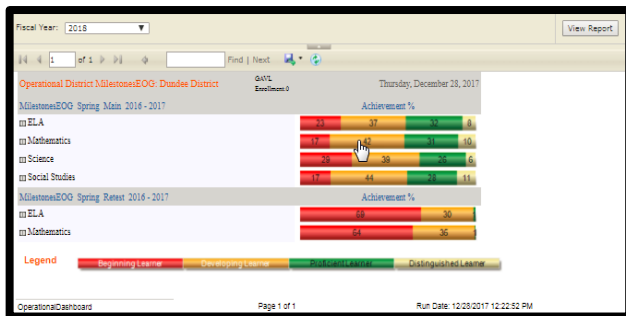 Fiscal Year: 2018 View Report
1 of 1 Find | Next
Operational District MilestonesEOG: Dundee District GAVL Enrollment:0 Thursday, December 28, 2017
MilestonesEOG Spring Main 2016 - 2017 Achievement %
ELA 23 37 32 8
Mathematics 17 42 31 10
Science 29 39 26 6
Social Studies 17 44 28 11
MilestonesEOG Spring Retest 2016 - 2017 Achievement %
ELA 69 30
Mathematics 64 36
Legend Beginning Learner Developing Learner Proficient Learner Distinguished Learner
OperationalDashboard Page 1 of 1 Run Date: 12/28/2017 12:22:52 PM